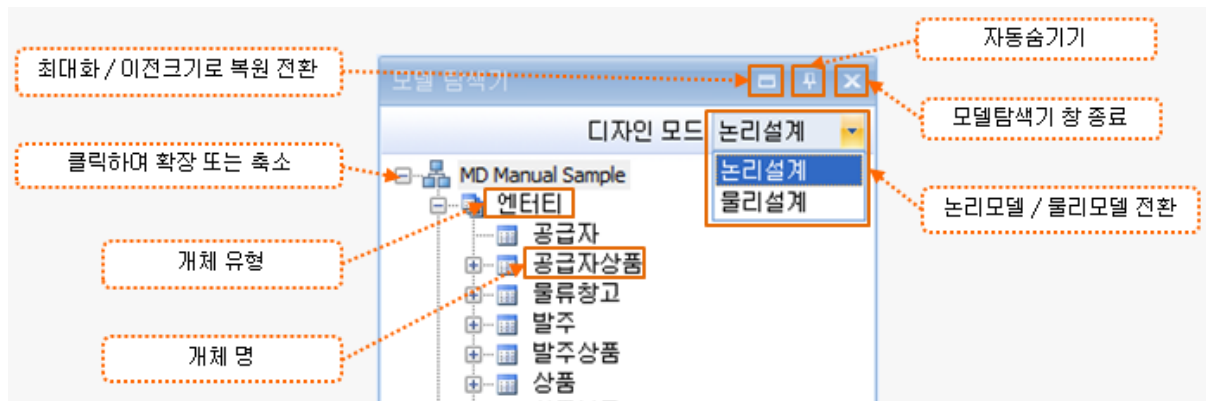 자동숨기기
최대화 / 이전크기로 복원 전환
모델 탐색기
모델탐색기 창 종료
디자인 모드
논리설계
클릭하여 확장 또는 축소
MD Manual Sample
논리설계
물리설계
엔터티
논리모델 / 물리모델 전환
공급자
개체 유형
공급자상품
물류창고
발주
개체 명
발주상품
상품